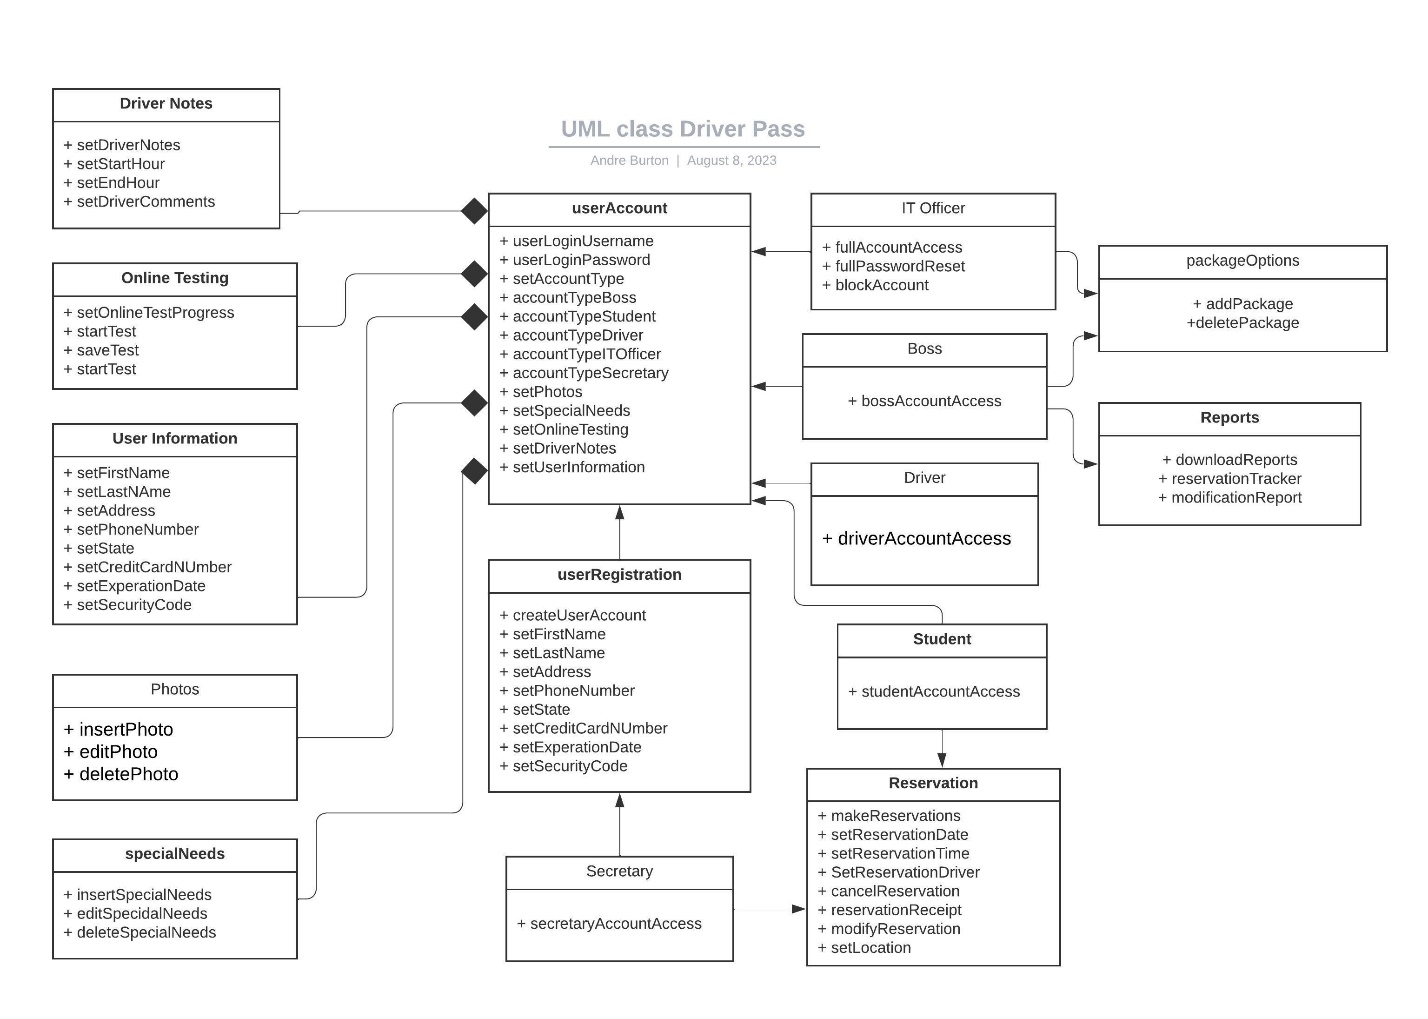 UML class Driver Pass
Andre Burton | August 8, 2023
Driver Notes
+ setDriverNotes
+ setStartHour
+ setEndHour
+ setDriverComments
Online Testing
+ setOnlineTestProgress
+ startTest
+ saveTest
+ startTest
User Information
+ setFirstName
+ setLastNAme
+ setAddress
+ setPhoneNumber
+ setState
+ setCreditCardNUmber
+ setExperationDate
+ setSecurityCode
Photos
+ insertPhoto
+ editPhoto
+ deletePhoto
specialNeeds
+ insertSpecialNeeds
+ editSpecidalNeeds
+ deleteSpecialNeeds
userAccount
+ userLoginUsername
+ userLoginPassword
+ setAccountType
+ accountTypeBoss
+ accountTypeStudent
+ accountTypeDriver
+ accountTypeITOfficer
+ accountTypeSecretary
+ setPhotos
+ setSpecialNeeds
+ setOnlineTesting
+ setDriverNotes
+ setUserInformation
userRegistration
+ createUserAccount
+ setFirstName
+ setLastName
+ setAddress
+ setPhoneNumber
+ setState
+ setCreditCardNUmber
+ setExperationDate
+ setSecurityCode
Secretary
+ secretaryAccountAccess
IT Officer
+ fullAccountAccess
+ fullPasswordReset
+ blockAccount
Boss
+ bossAccountAccess
Driver
+ driverAccountAccess
Student
+ studentAccountAccess
Reservation
+ makeReservations
+ setReservationDate
+ setReservationTime
+ SetReservationDriver
+ cancelReservation
+ reservationReceipt
+ modifyReservation
+ setLocation
packageOptions
+ addPackage
+deletePackage
Reports
+ downloadReports
+ reservationTracker
+ modificationReport